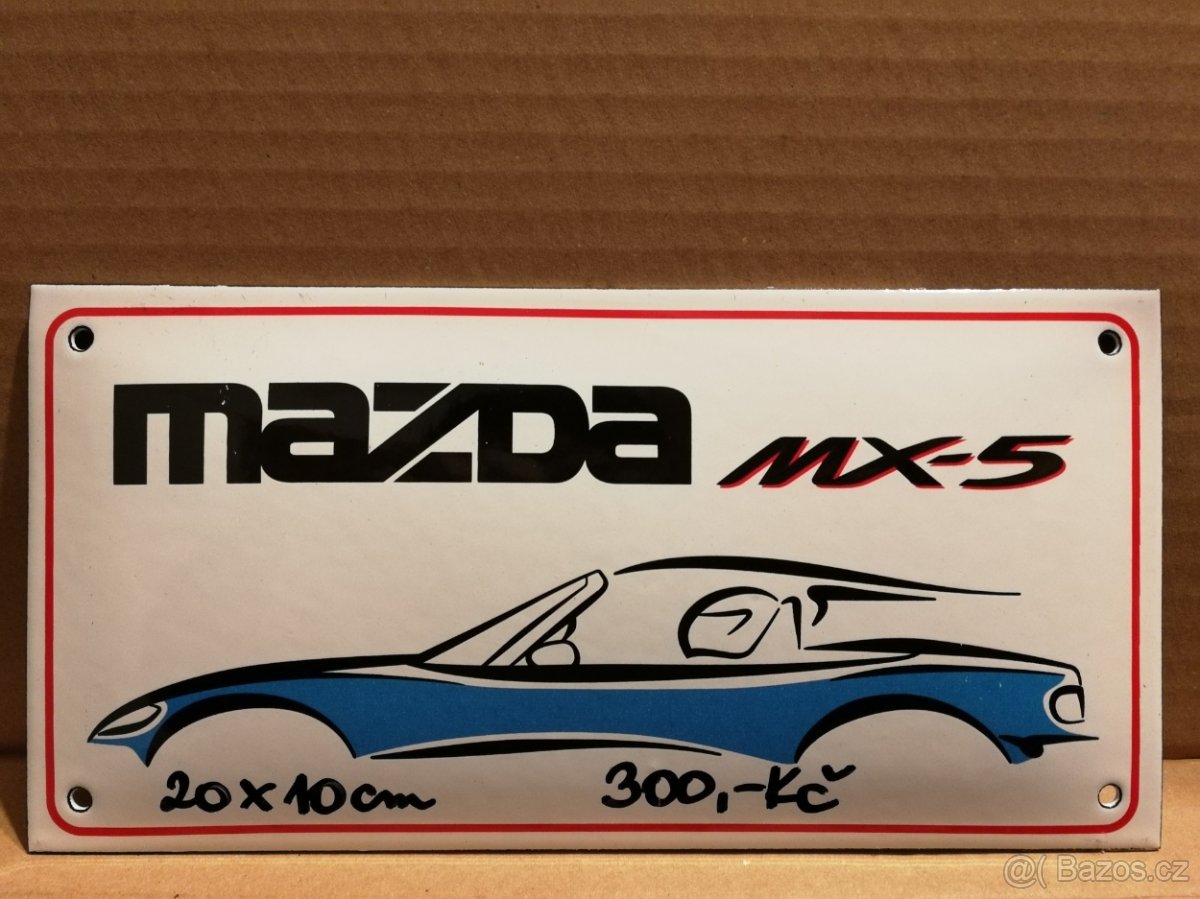 mazda MX-5
20x10cm 300,-Kč
@( Bazos.cz